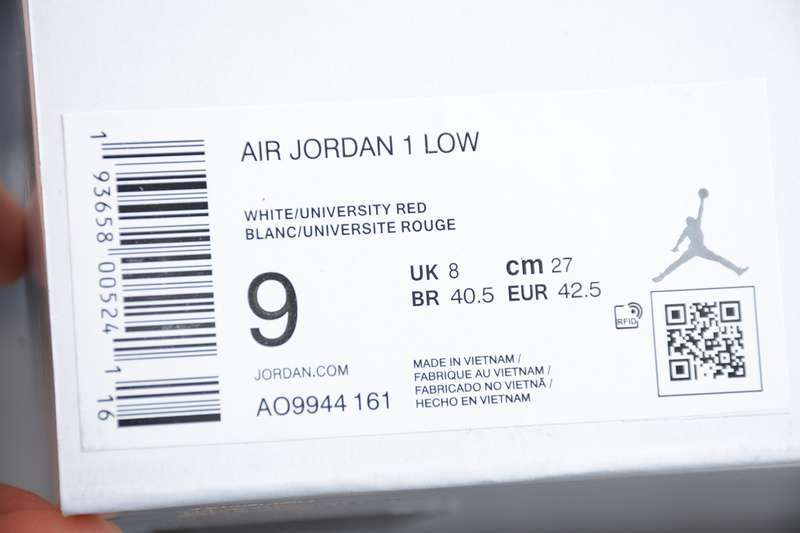 AIR JORDAN 1 LOW
WHITE/UNIVERSITY RED
BLANC/UNIVERSITE ROUGE
9
UK 8 cm 27
BR 40.5 EUR 42.5
RFID
JORDAN.COM
AO9944 161
MADE IN VIETNAM /
FABRIQUE AU VIETNAM /
FABRICADO NO VIETNÃ /
HECHO EN VIETNAM
1 93658 00524 1 16